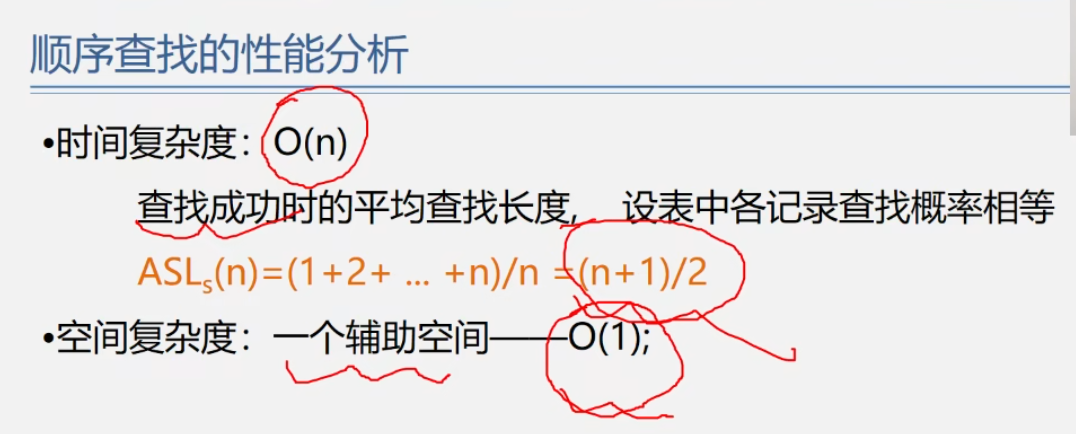 顺序查找的性能分析
•时间复杂度：O(n)
查找成功时的平均查找长度， 设表中各记录查找概率相等
ASLs(n)=(1+2+ ... +n)/n =(n+1)/2
•空间复杂度：一个辅助空间——O(1);